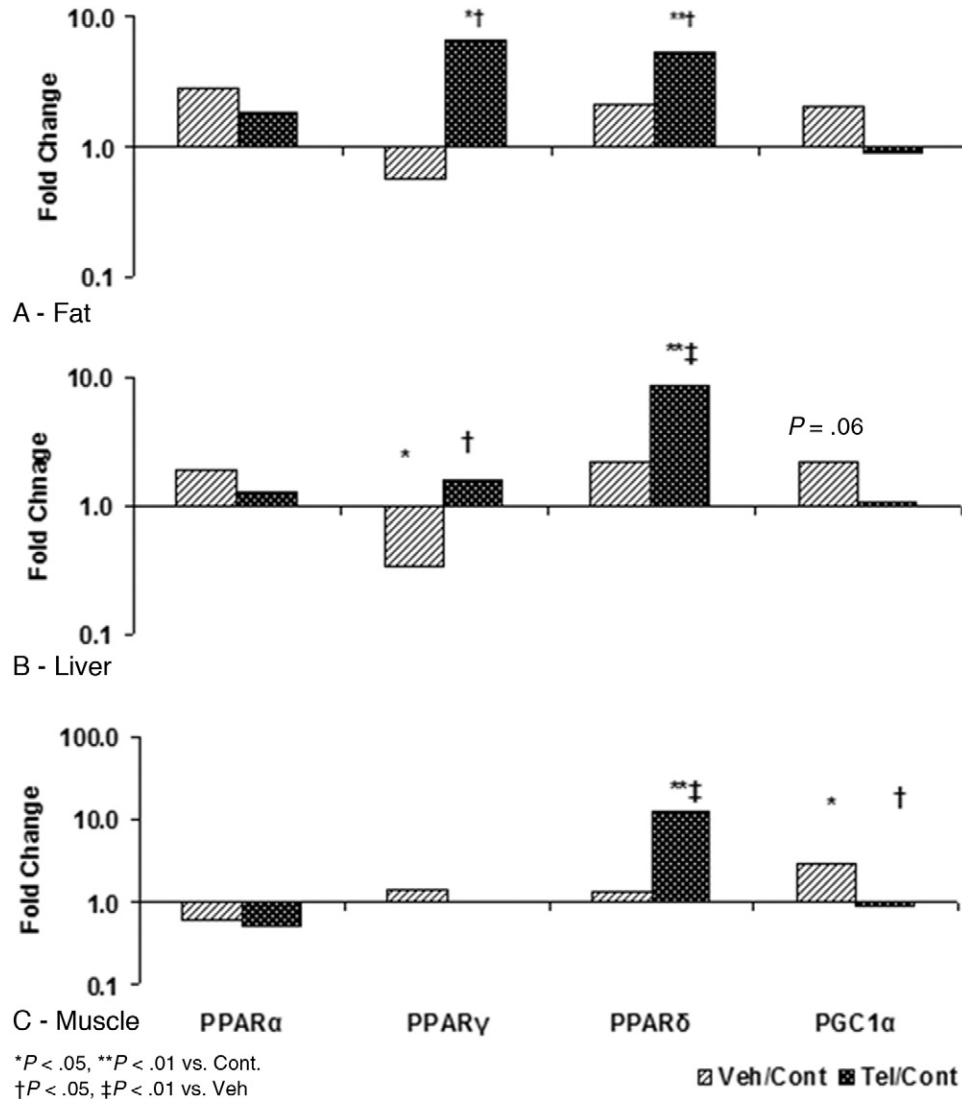 10.0
*†
**†
1.0
0.1
Fold Change
A - Fat
**‡
10.0
P = .06
*
†
1.0
0.1
Fold Chnage
B - Liver
100.0
**‡
*
†
10.0
1.0
0.1
Fold Change
C - Muscle PPARα PPARγ PPARδ PGC1α
*P < .05, **P < .01 vs. Cont.
†P < .05, ‡P < .01 vs. Veh
Veh/Cont Tel/Cont